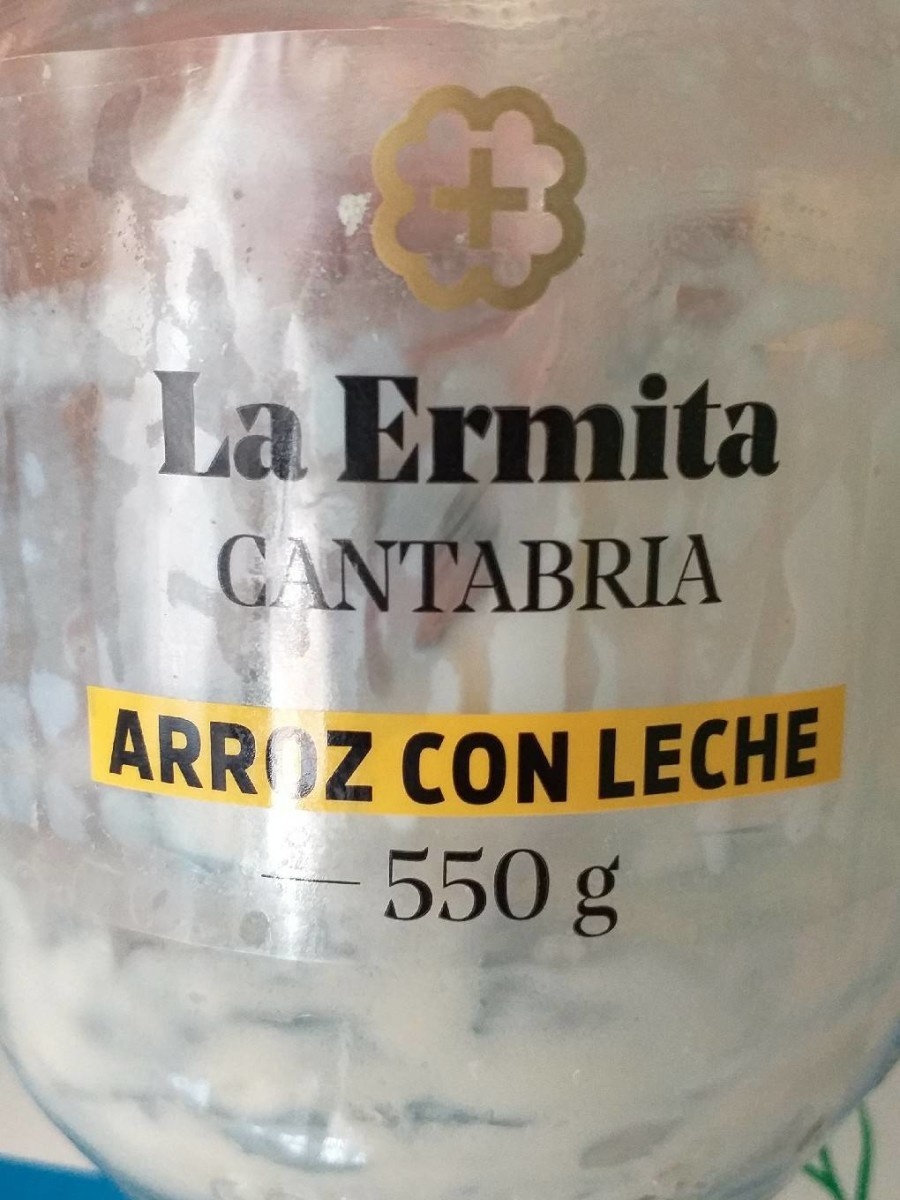 La Ermita
CANTABRIA
ARROZ CON LECHE
550 g